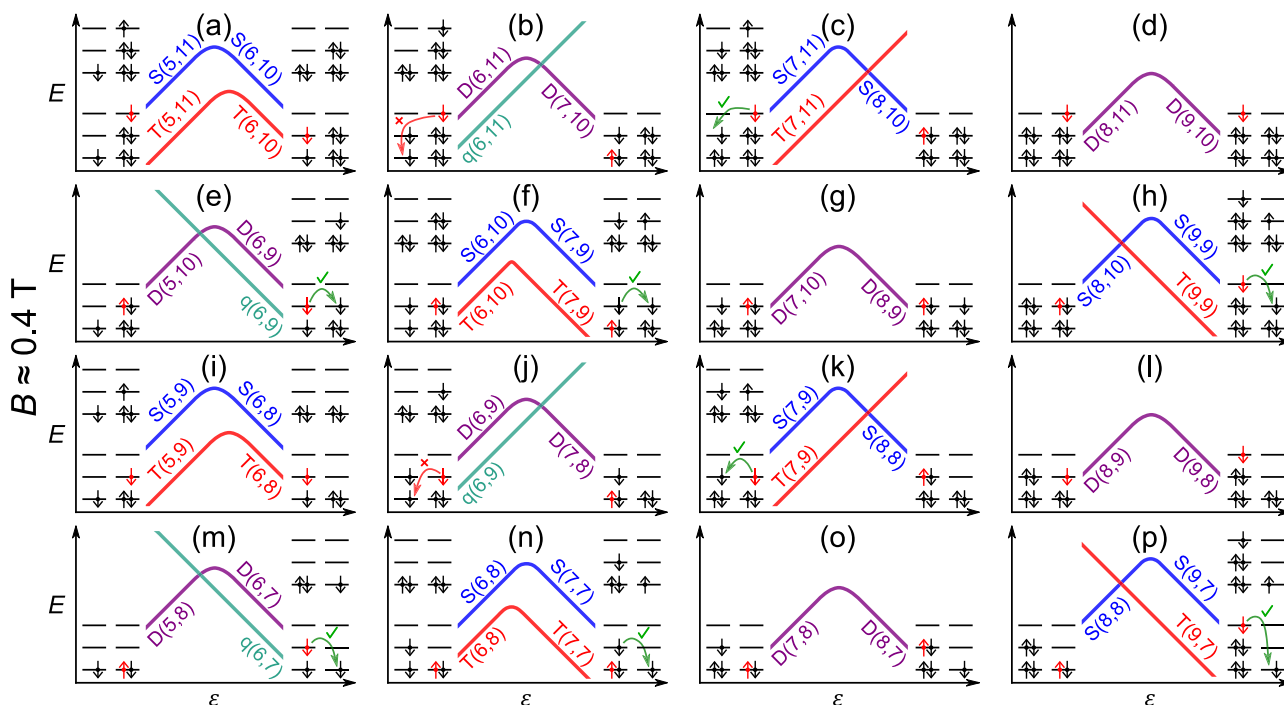 (a)
S(5,11)
S(6,10)
T(5,11)
T(6,10)
E
(b)
D(6,11)
D(7,10)
q(6,11)
(c)
S(7,11)
S(8,10)
T(7,11)
(d)
D(8,11)
D(9,10)
(e)
D(5,10)
D(6,9)
q(6,9)
E
(f)
S(6,10)
S(7,9)
T(6,10)
T(7,9)
(g)
D(7,10)
D(8,9)
(h)
S(8,10)
S(9,9)
T(9,9)
B ≈ 0.4 T
(i)
S(5,9)
S(6,8)
T(5,9)
T(6,8)
E
(j)
D(6,9)
D(7,8)
q(6,9)
(k)
S(7,9)
S(8,8)
T(7,9)
(l)
D(8,9)
D(9,8)
(m)
D(5,8)
D(6,7)
q(6,7)
E
ε
(n)
S(6,8)
S(7,7)
T(6,8)
T(7,7)
ε
(o)
D(7,8)
D(8,7)
ε
(p)
S(8,8)
S(9,7)
T(9,7)
ε